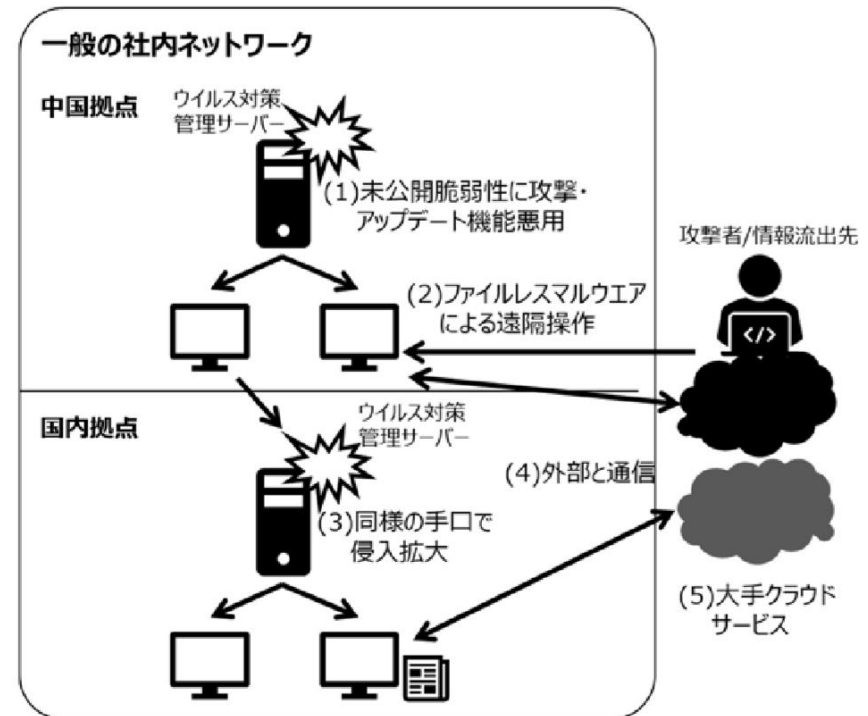 一般の社内ネットワーク
中国拠点
ウイルス対策
管理サーバー
(1)未公開脆弱性に攻撃・
アップデート機能悪用
攻撃者/情報流出先
(2)ファイルレスマルウエア
による遠隔操作
</>
国内拠点
ウイルス対策
管理サーバー
(4)外部と通信
(3)同様の手口で
侵入拡大
(5)大手クラウド
サービス